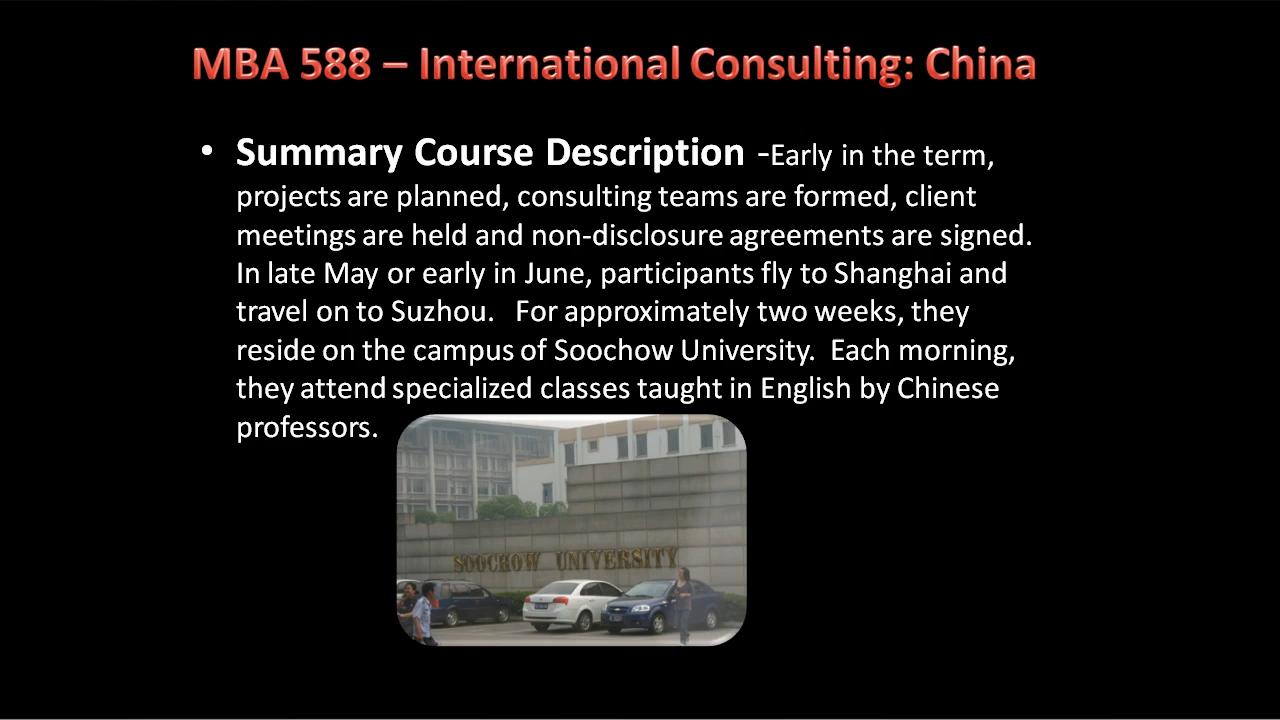 MBA 588 – International Consulting: China
• Summary Course Description -Early in the term,
projects are planned, consulting teams are formed, client
meetings are held and non-disclosure agreements are signed.
In late May or early in June, participants fly to Shanghai and
travel on to Suzhou.   For approximately two weeks, they
reside on the campus of Soochow University.  Each morning,
they attend specialized classes taught in English by Chinese
professors.
SOOCHOW UNIVERSITY